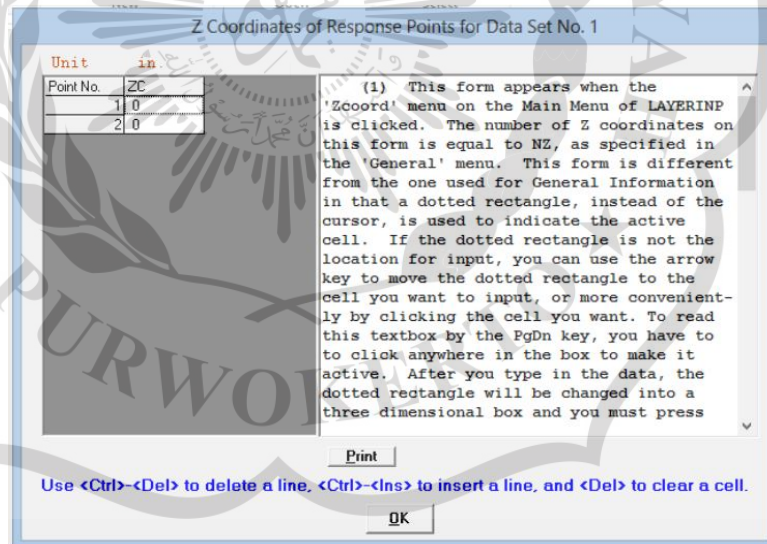 Z Coordinates of Response Points for Data Set No. 1
Unit in.
Point No. ZC
1 0
2 0
(1) This form appears when the
'Zcoord' menu on the Main Menu of LAYERINP
is clicked. The number of Z coordinates on
this form is equal to NZ, as specified in
the 'General' menu. This form is different
from the one used for General Information
in that a dotted rectangle, instead of the
cursor, is used to indicate the active
cell. If the dotted rectangle is not the
location for input, you can use the arrow
key to move the dotted rectangle to the
cell you want to input, or more convenient-
ly by clicking the cell you want. To read
this textbox by the PgDn key, you have to
to click anywhere in the box to make it
active. After you type in the data, the
dotted rectangle will be changed into a
three dimensional box and you must press
Print
Use <Ctrl>-<Del> to delete a line, <Ctrl>-<Ins> to insert a line, and <Del> to clear a cell.
OK
PURWOKERTO